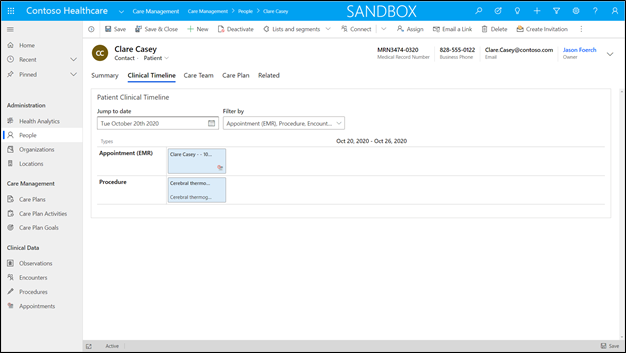 Contoso Healthcare Care Management Care Management > People > Clare Casey SANDBOX
Save Save & Close New Deactivate Lists and segments Connect Assign Email a Link Delete Create Invitation
Home
Recent
Pinned
Administration
Health Analytics
People
Organizations
Locations
Care Management
Care Plans
Care Plan Activities
Care Plan Goals
Clinical Data
Observations
Encounters
Procedures
Appointments
CC
Clare Casey
Contact · Patient
MRN3474-0320
Medical Record Number
828-555-0122
Business Phone
Clare.Casey@contoso.com
Email
Jason Foerch
Owner
Summary Clinical Timeline Care Team Care Plan Related
Patient Clinical Timeline
Jump to date Filter by
Tue October 20th 2020 Appointment (EMR), Procedure, Encount...
Types Oct 20, 2020 - Oct 26, 2020
Appointment (EMR) Clare Casey - - 10...
Procedure Cerebral thermo...
Cerebral thermog...
Active Save